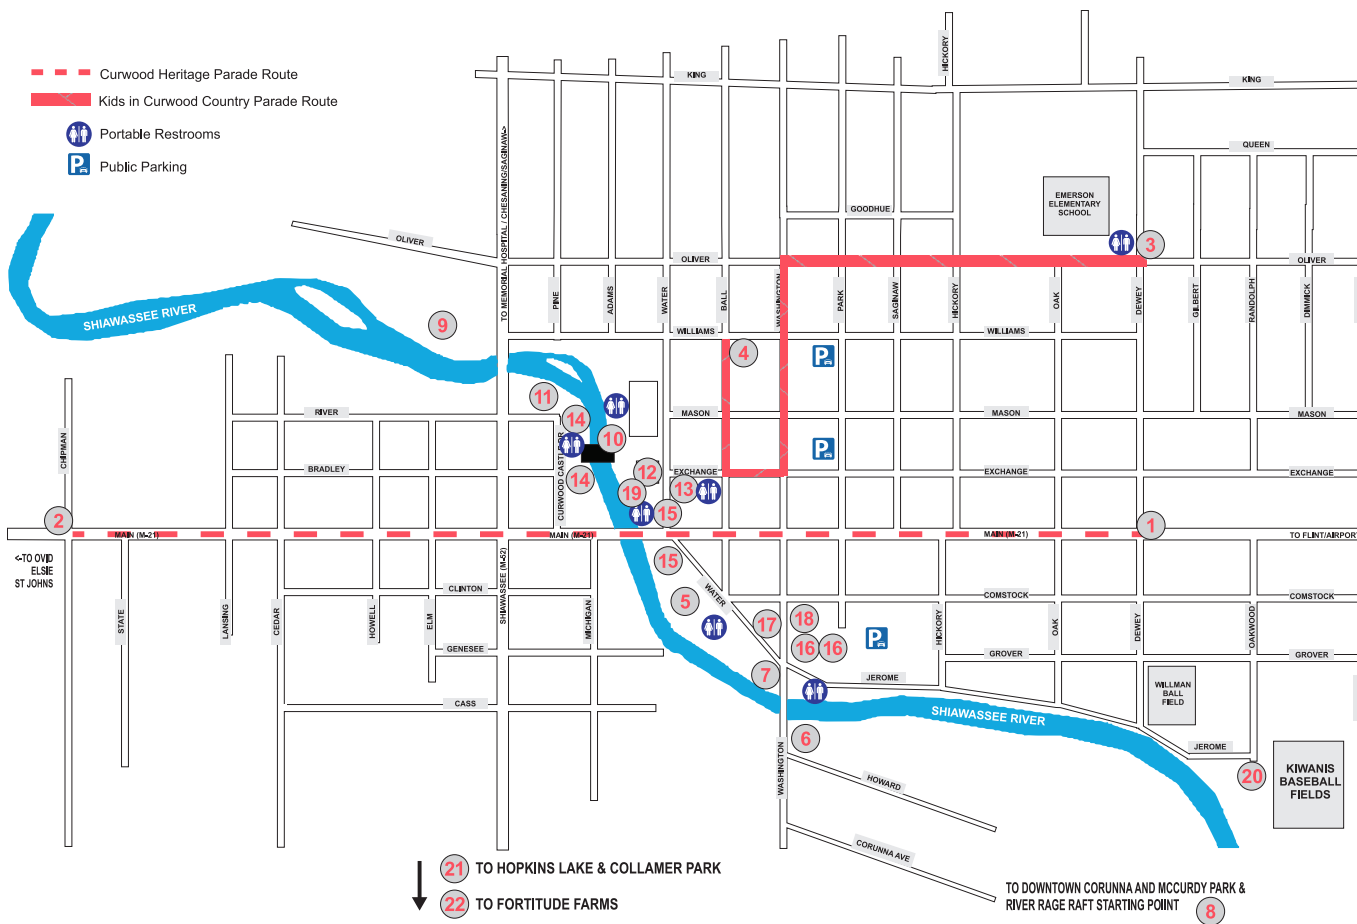 Curwood Heritage Parade Route
Kids in Curwood Country Parade Route
Portable Restrooms
P Public Parking
KING
HICKORY
KING
QUEEN
TO MEMORIAL HOSPITAL / CHESANING/SAGINAW->
EMERSON
ELEMENTARY
SCHOOL
GOODHUE
3
OLIVER
OLIVER
OLIVER
PINE
ADAMS
WATER
BALL
WASHINGTON
PARK
SAGINAW
HICKORY
OAK
DEWEY
GILBERT
RANDOLPH
DIMMICK
SHIAWASSEE RIVER
9
WILLIAMS
WILLIAMS
4
P
11
RIVER
14
MASON
MASON
MASON
10
P
CHIPMAN
BRADLEY
CURWOOD CASTLE DR
14
12
EXCHANGE
EXCHANGE
EXCHANGE
19
13
15
2
1
MAIN (M-21)
MAIN (M-21)
MAIN (M-21)
TO FLINT/AIRPORT
<-TO OVID
ELSIE
ST JOHNS
15
CLINTON
SHIAWASSEE (M-52)
WATER
COMSTOCK
COMSTOCK
5
STATE
LANSING
CEDAR
HOWELL
ELM
MICHIGAN
17
18
16
16
P
HICKORY
OAK
DEWEY
OAKWOOD
GENESEE
GROVER
GROVER
7
JEROME
WILLMAN
BALL
FIELD
CASS
SHIAWASSEE RIVER
6
JEROME
WASHINGTON
HOWARD
20
KIWANIS
BASEBALL
FIELDS
CORUNNA AVE
21 TO HOPKINS LAKE & COLLAMER PARK
22 TO FORTITUDE FARMS
TO DOWNTOWN CORUNNA AND MCCURDY PARK &
RIVER RAGE RAFT STARTING POINT 8